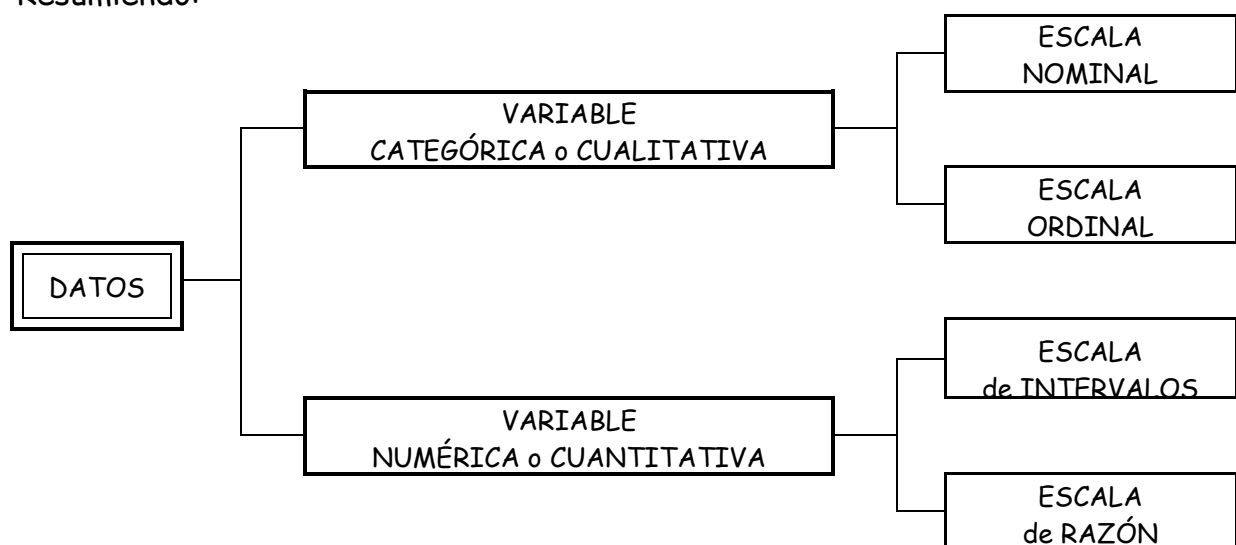 Resumiendo:
ESCALA
NOMINAL
VARIABLE
CATEGÓRICA o CUALITATIVA
ESCALA
ORDINAL
DATOS
ESCALA
de INTERVALOS
VARIABLE
NUMÉRICA o CUANTITATIVA
ESCALA
de RAZÓN